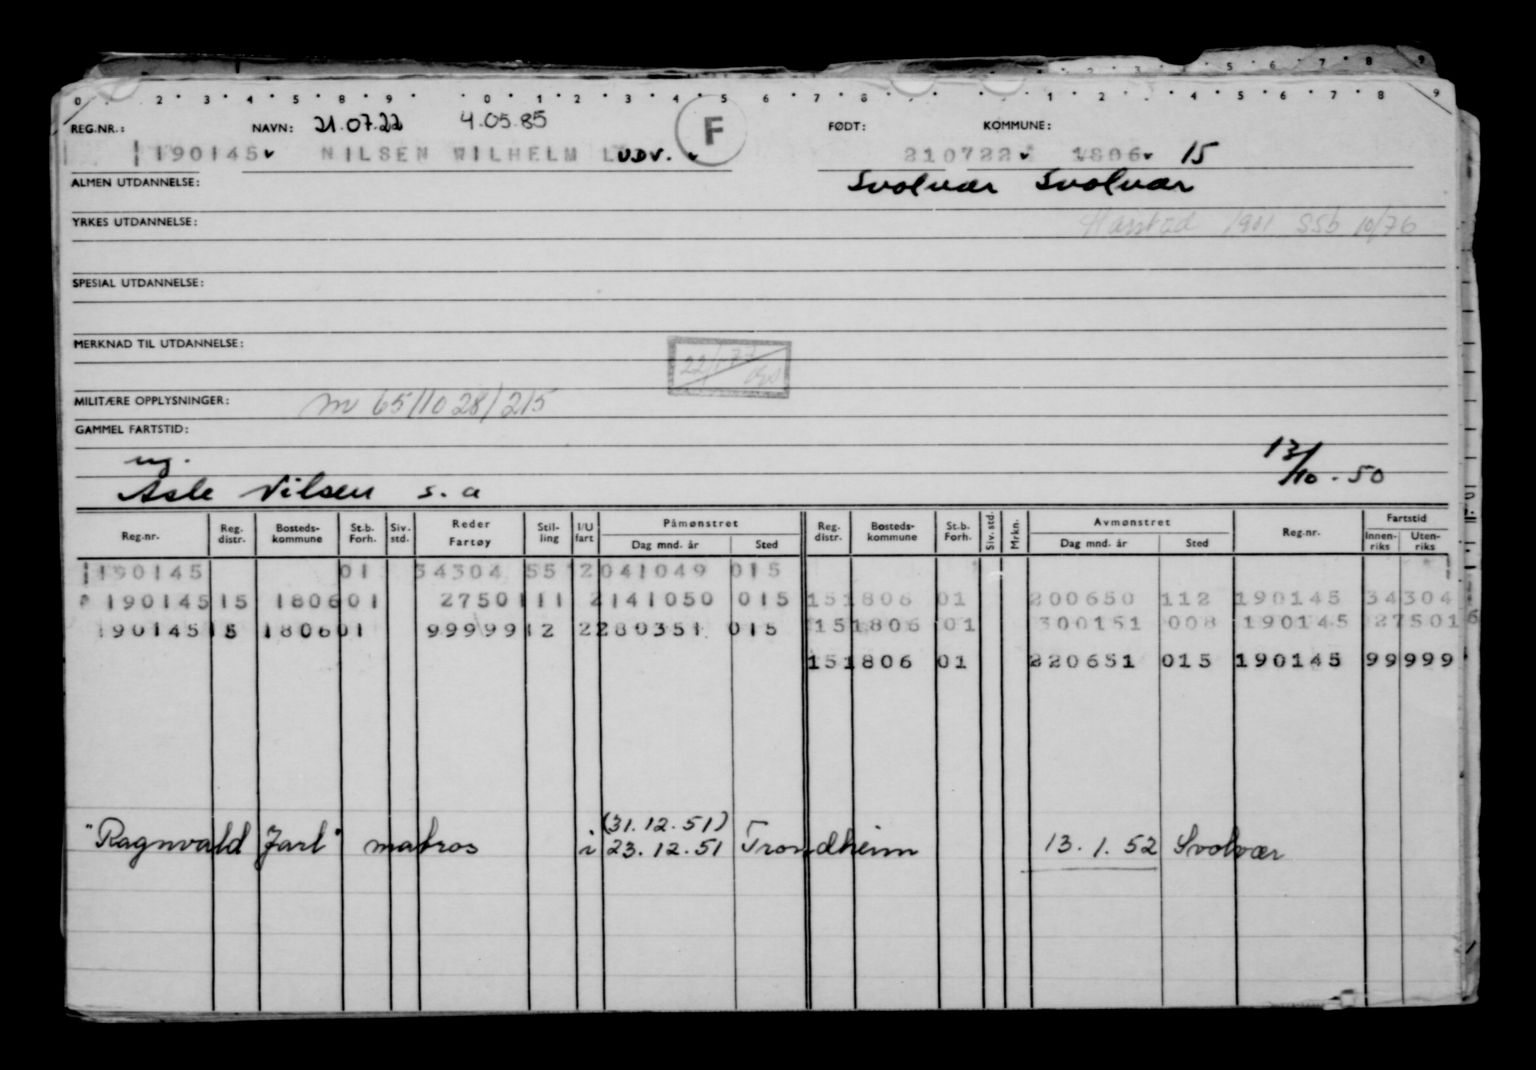 0 2 3 4 5 8 9 0 1 2 3 4 5 6 7 8 1 2 4 5 6 7 8 9
REG.NR.: NAVN: 21.07.22 4.05.85 F FØDT: KOMMUNE:
190145 NILSEN WILHELM L UDV. 210722 1806 15
ALMEN UTDANNELSE: Svolvær Svolvær
YRKES UTDANNELSE: Harstad 1901 SSb 10/76
SPESIAL UTDANNELSE:
MERKNAD TIL UTDANNELSE:
MILITÆRE OPPLYSNINGER: m 65/10 28/215
GAMMEL FARTSTID:
ug. 13/10-50
Asle Nilsen s. a
Reg.nr. Reg. distr. Bosteds-kommune St.b. Forh. Siv. std. Reder Fartøy Stil-ling I/U fart Påmønstret Dag mnd. år Sted Reg. distr. Bosteds-kommune St.b. Forh. Siv. std. Mrkn. Avmønstret Dag mnd. år Sted Reg.nr. Fartstid Innen-riks Uten-riks
190145 01 34304 55 2 041049 015
190145 15 1806 01 2750 111 2 141050 015 15 1806 01 200650 112 190145 34304
190145 15 1806 01 99999 12 2 280351 015 15 1806 01 300151 008 190145 27501
15 1806 01 220651 015 190145 99999
(31.12.51)
"Ragnvald Jarl" matros i 23.12.51 Trondheim 13.1.52 Svolvær